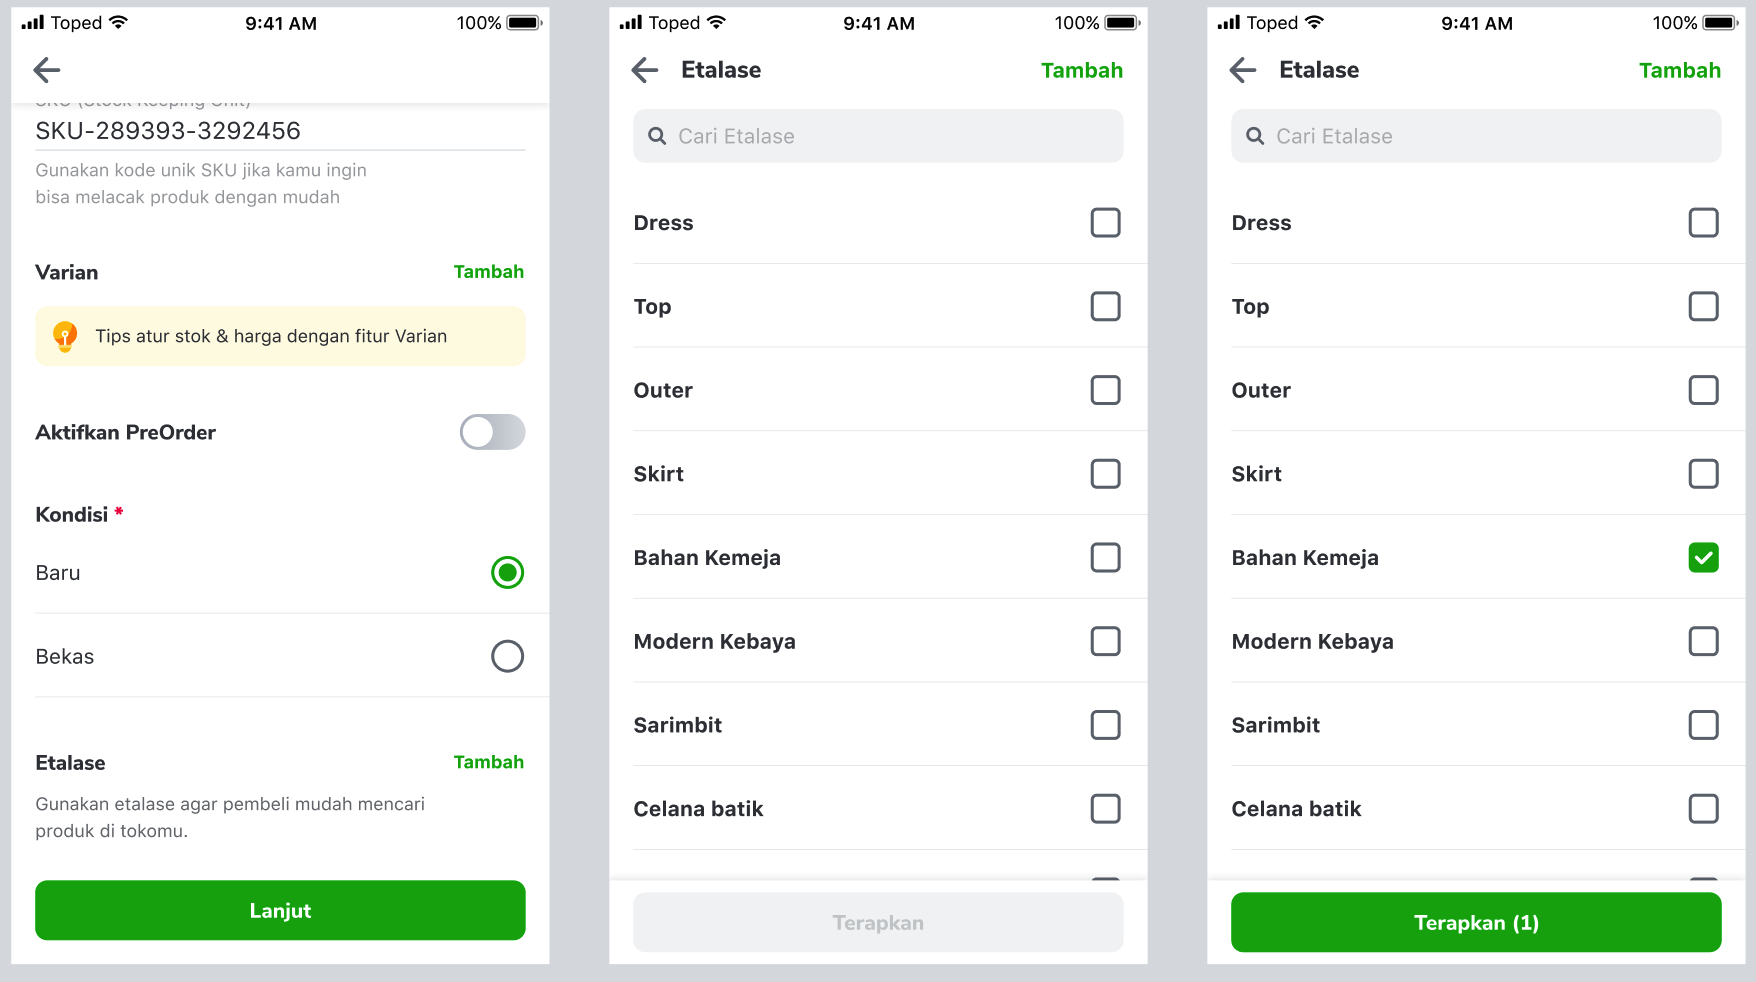 Toped 9:41 AM 100%
SKU (Stock Keeping Unit)
SKU-289393-3292456
Gunakan kode unik SKU jika kamu ingin
bisa melacak produk dengan mudah
Varian Tambah
Tips atur stok & harga dengan fitur Varian
Aktifkan PreOrder
Kondisi *
Baru
Bekas
Etalase Tambah
Gunakan etalase agar pembeli mudah mencari
produk di tokomu.
Lanjut
Toped 9:41 AM 100%
Etalase Tambah
Cari Etalase
Dress
Top
Outer
Skirt
Bahan Kemeja
Modern Kebaya
Sarimbit
Celana batik
Terapkan
Toped 9:41 AM 100%
Etalase Tambah
Cari Etalase
Dress
Top
Outer
Skirt
Bahan Kemeja
Modern Kebaya
Sarimbit
Celana batik
Terapkan (1)